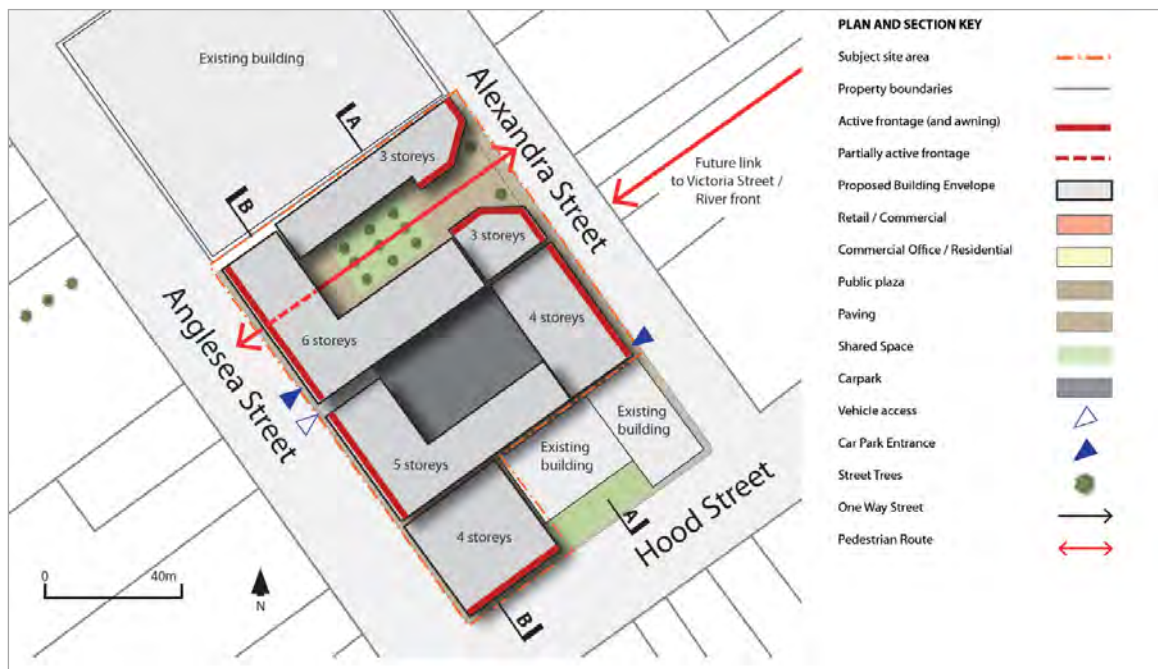 Existing building
Alexandra Street
A
3 storeys
B
Future link
to Victoria Street /
River front
3 storeys
4 storeys
6 storeys
Anglesea Street
Existing
building
Existing
building
5 storeys
4 storeys
A
Hood Street
B
0
40m
N
PLAN AND SECTION KEY
Subject site area
Property boundaries
Active frontage (and awning)
Partially active frontage
Proposed Building Envelope
Retail / Commercial
Commercial Office / Residential
Public plaza
Paving
Shared Space
Carpark
Vehicle access
Car Park Entrance
Street Trees
One Way Street
Pedestrian Route